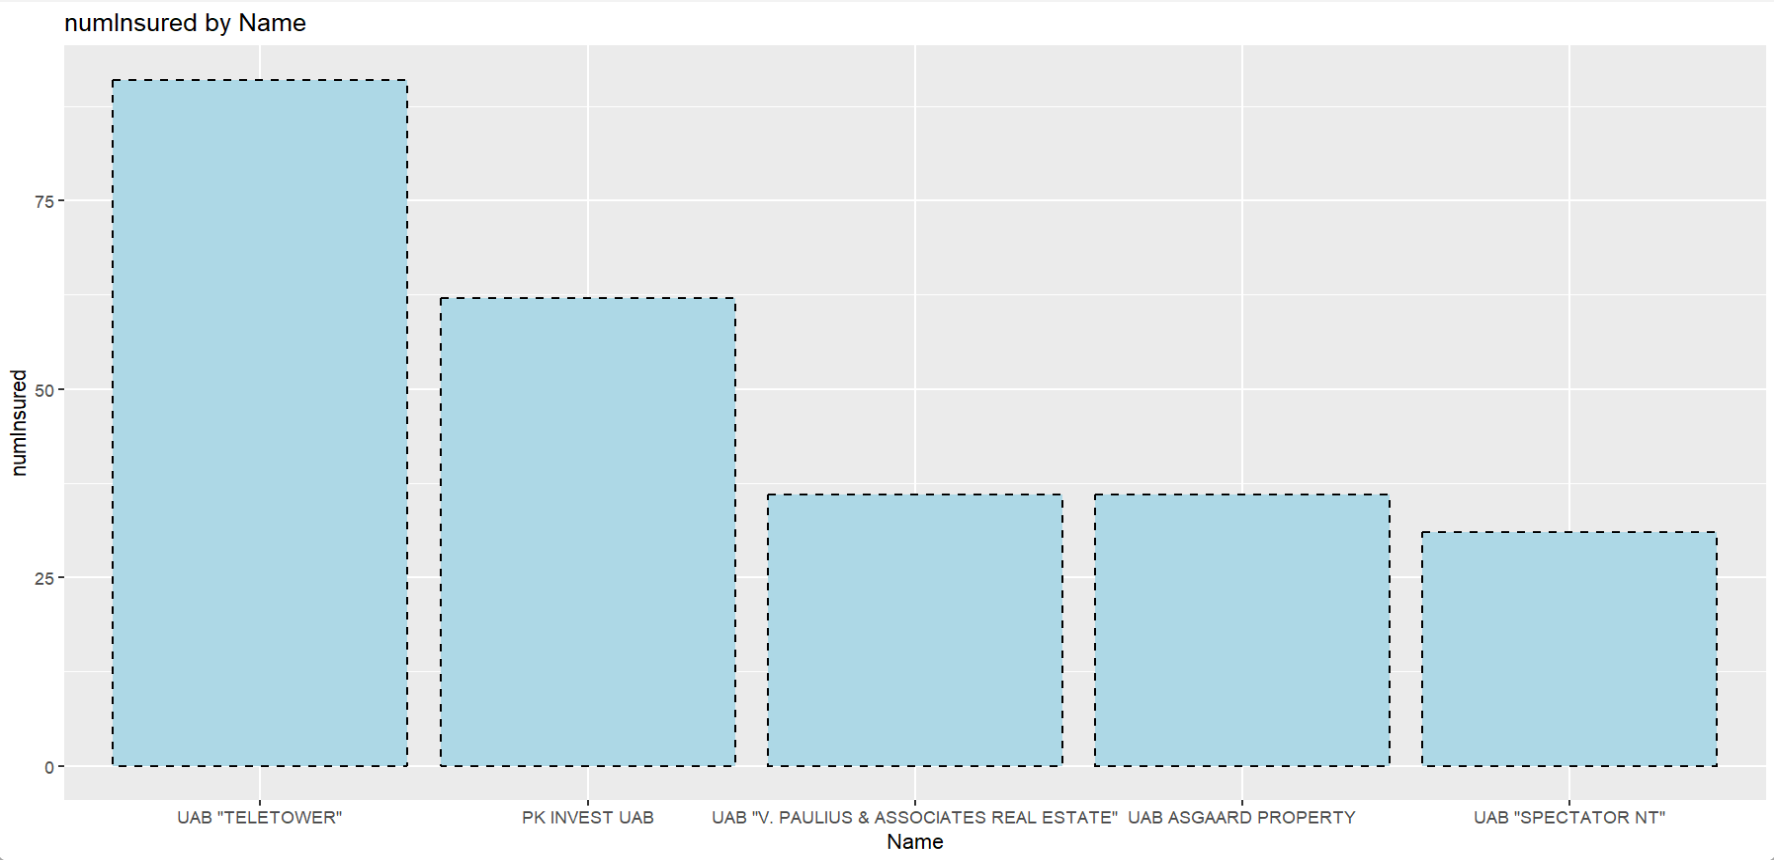 numInsured by Name
numInsured
75
50
25
0
UAB "TELETOWER" PK INVEST UAB UAB "V. PAULIUS & ASSOCIATES REAL ESTATE" UAB ASGAARD PROPERTY UAB "SPECTATOR NT"
Name